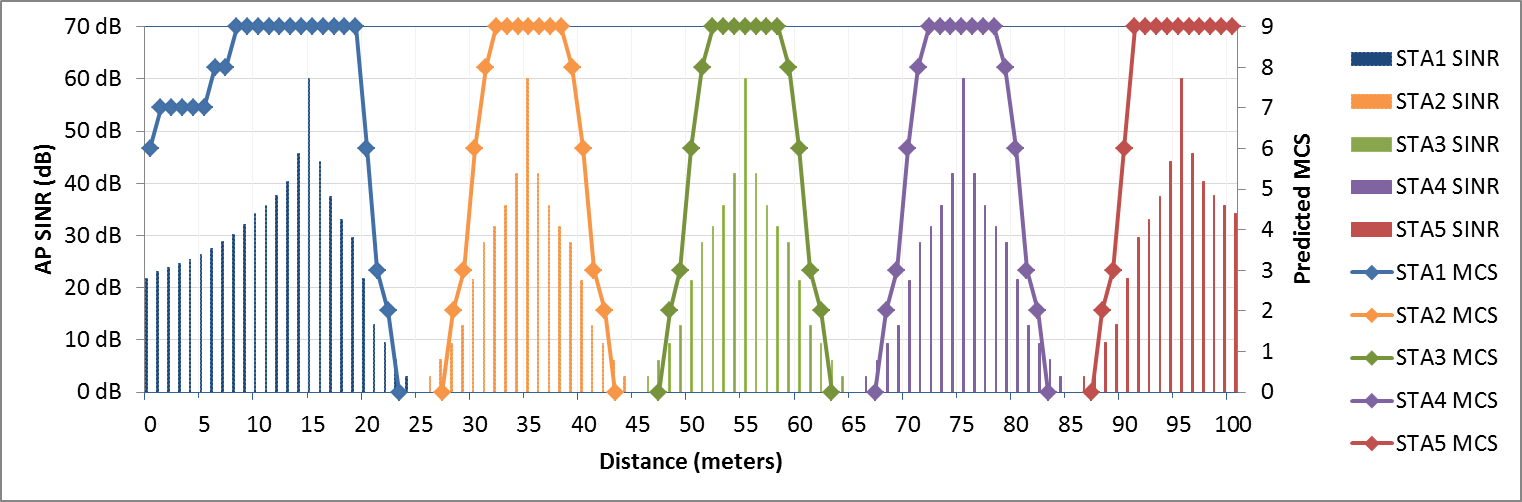 70 dB
60 dB
50 dB
40 dB
30 dB
20 dB
10 dB
0 dB
AP SINR (dB)
0 5 10 15 20 25 30 35 40 45 50 55 60 65 70 75 80 85 90 95 100
Distance (meters)
9
8
7
6
5
4
3
2
1
0
Predicted MCS
STA1 SINR
STA2 SINR
STA3 SINR
STA4 SINR
STA5 SINR
STA1 MCS
STA2 MCS
STA3 MCS
STA4 MCS
STA5 MCS